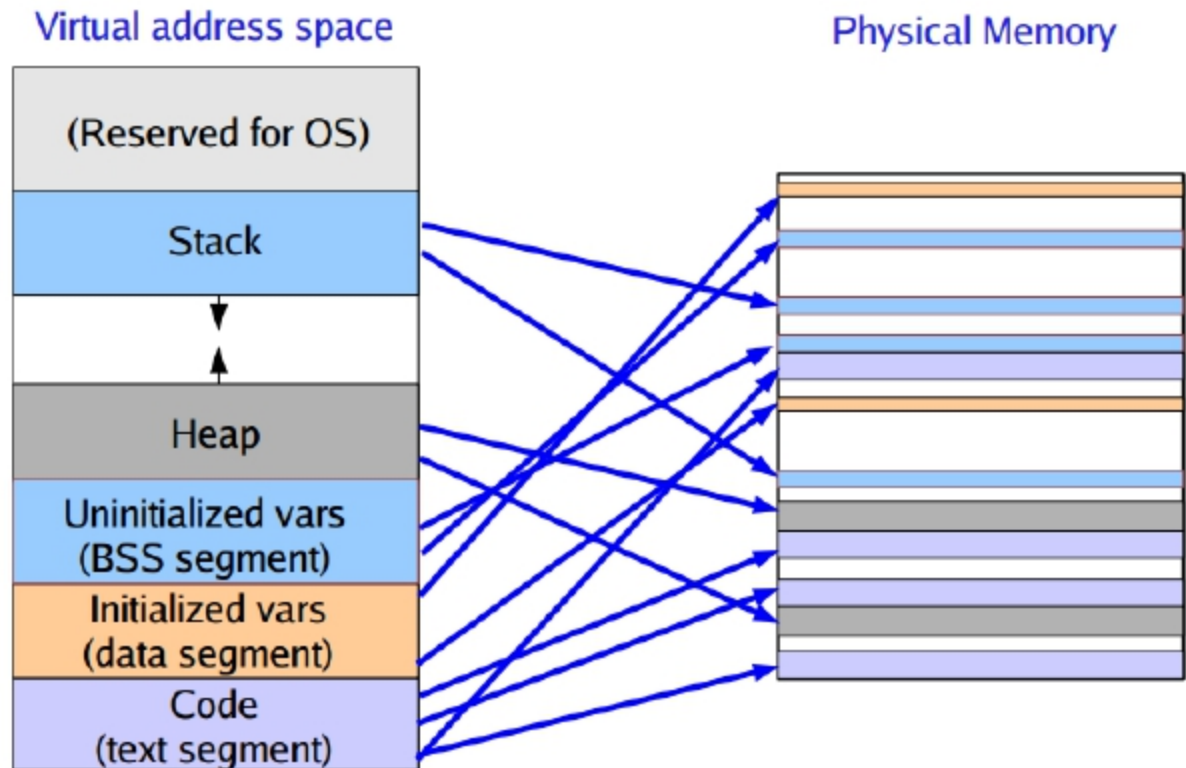 Virtual address space
Physical Memory
(Reserved for OS)
Stack
Heap
Uninitialized vars
(BSS segment)
Initialized vars
(data segment)
Code
(text segment)